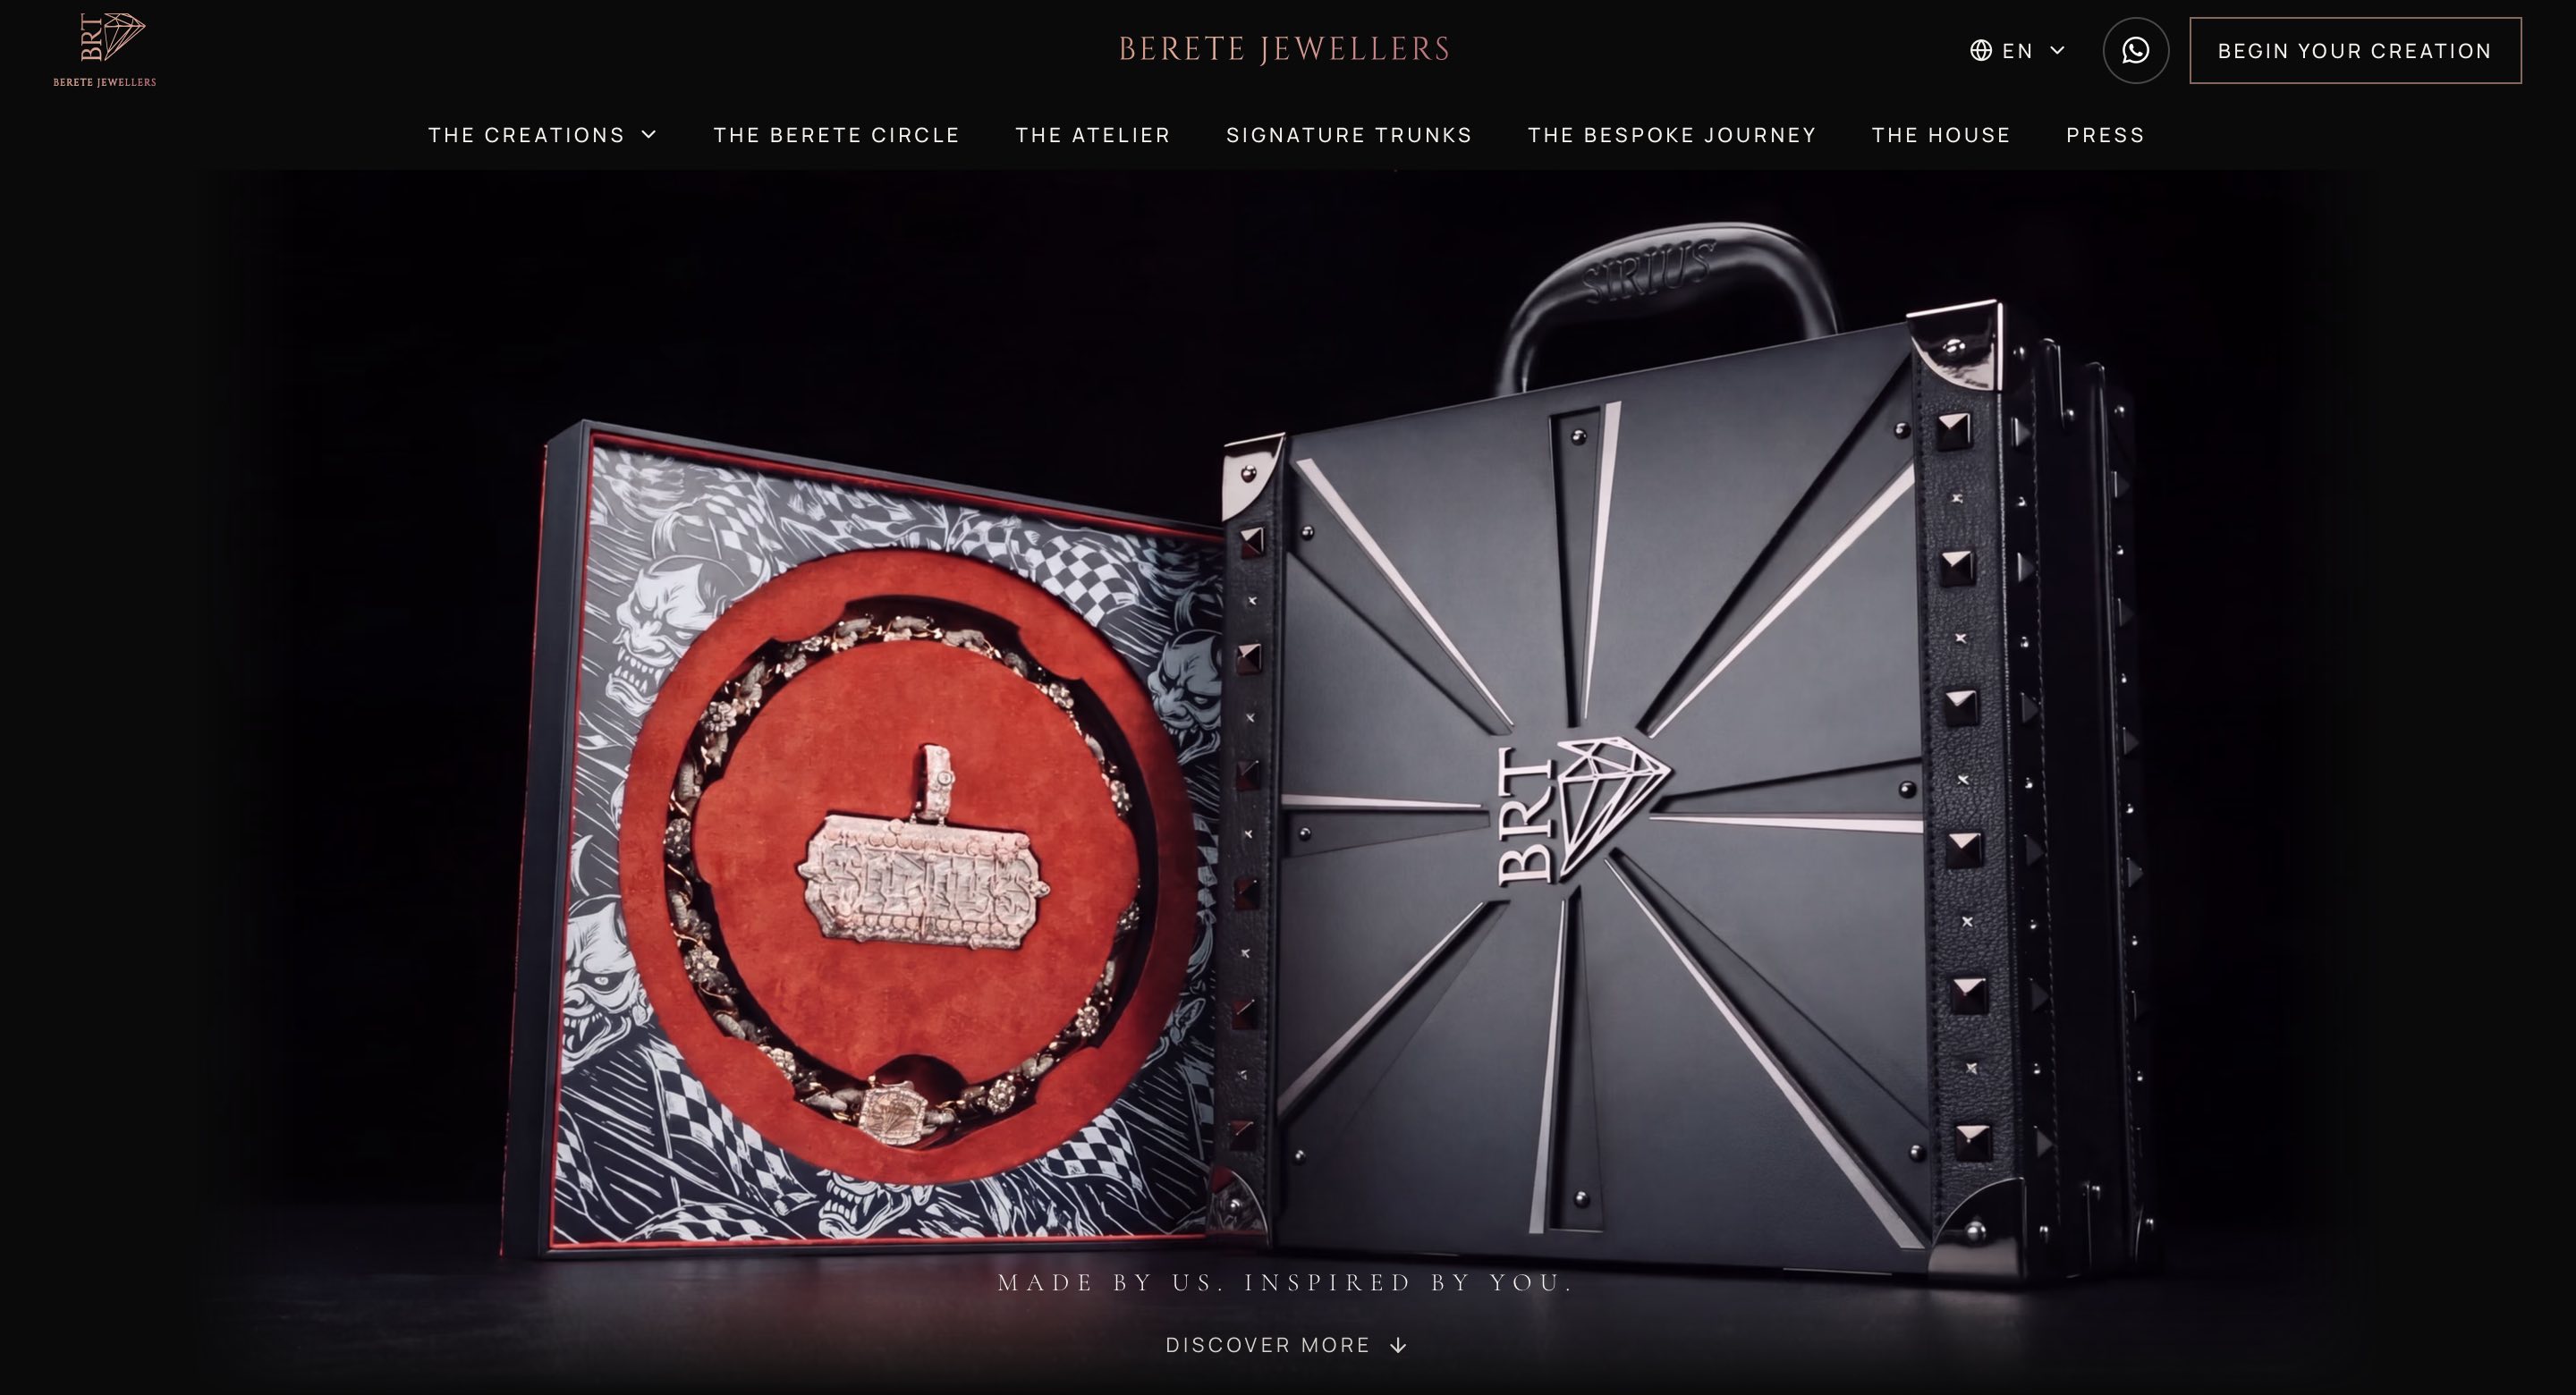 BRT
BERETE JEWELLERS
BERETE JEWELLERS
EN
BEGIN YOUR CREATION
THE CREATIONS
THE BERETE CIRCLE
THE ATELIER
SIGNATURE TRUNKS
THE BESPOKE JOURNEY
THE HOUSE
PRESS
SIRIUS
BRT
MADE BY US. INSPIRED BY YOU.
DISCOVER MORE